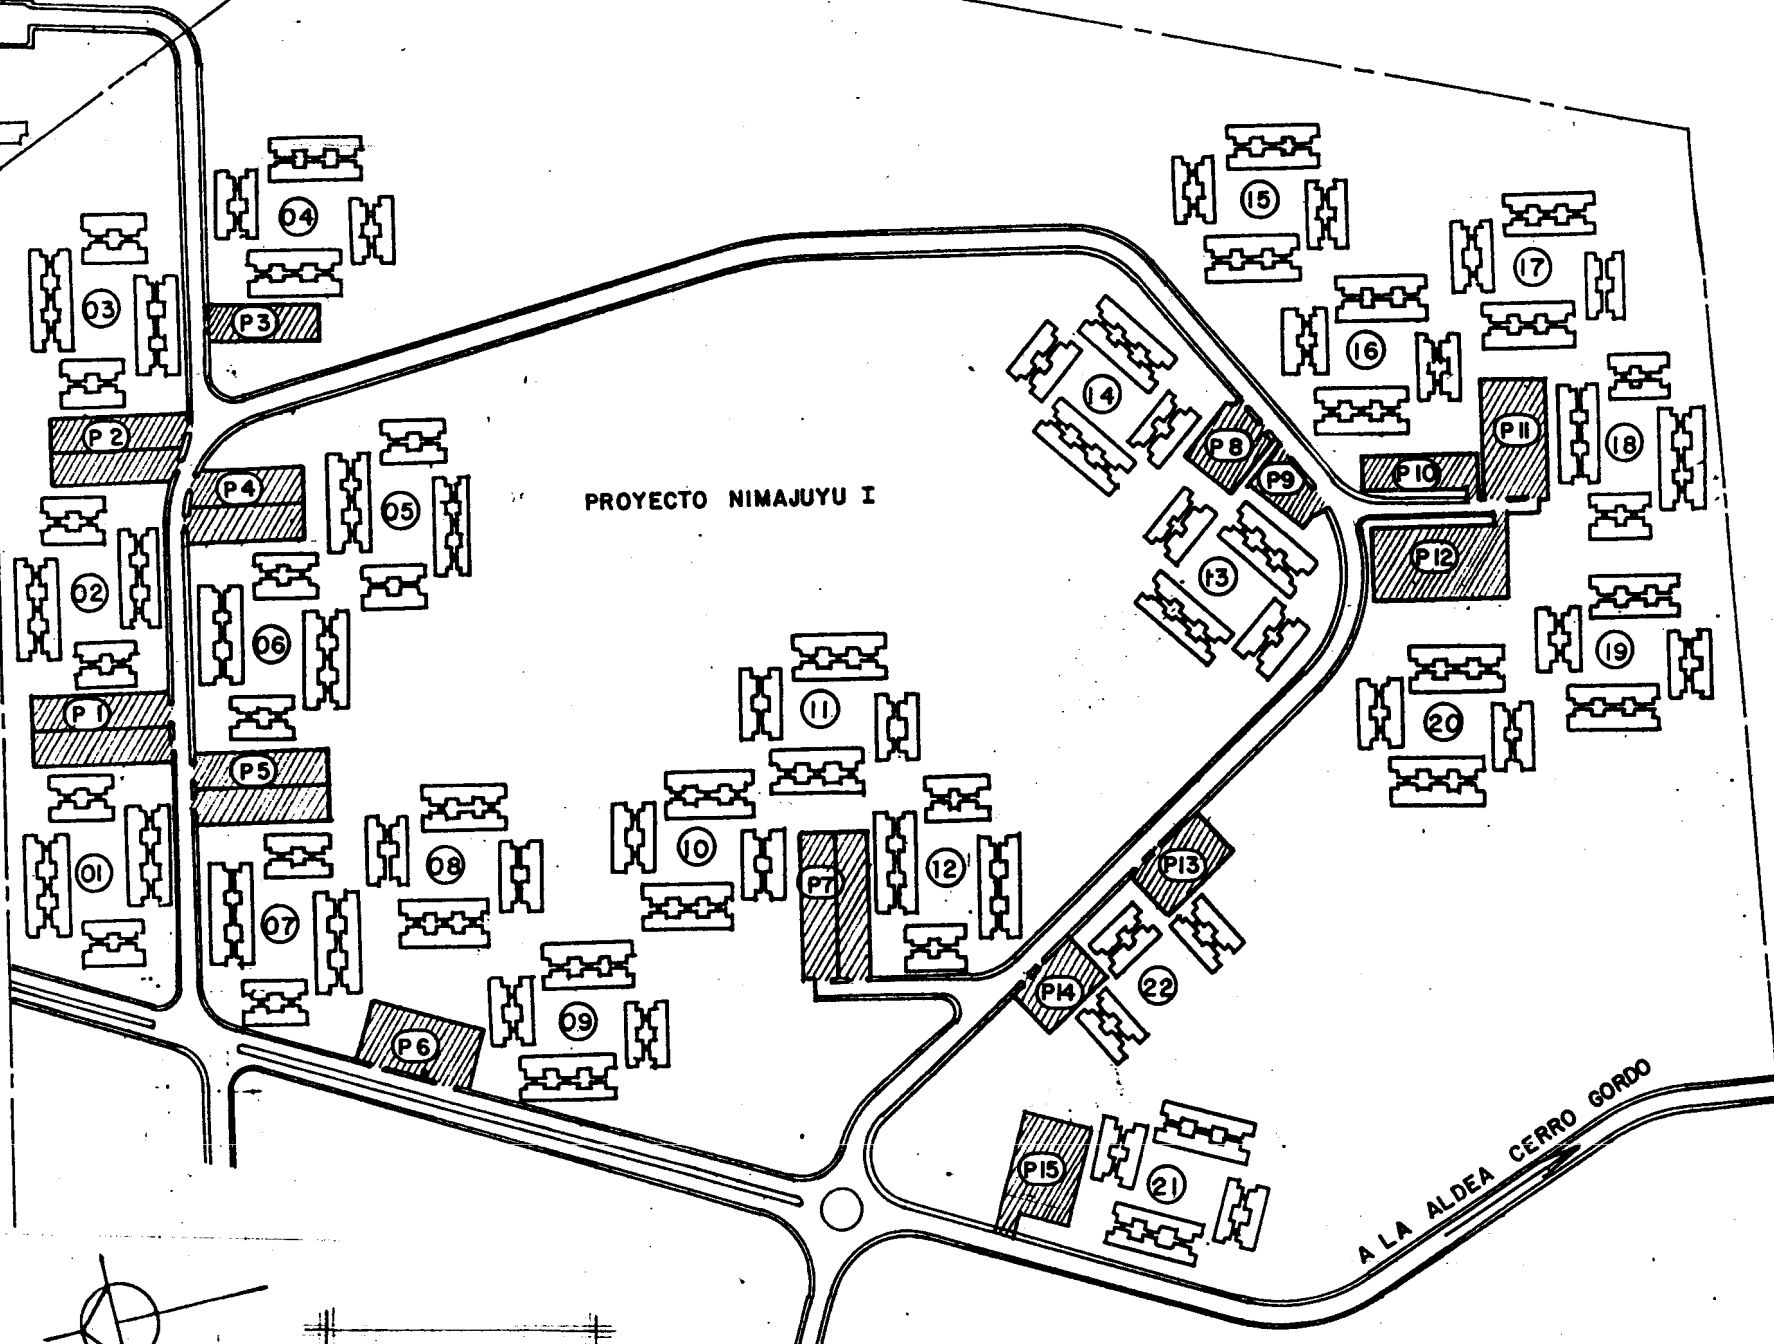 04
15
17
03
P3
16
14
P2
P8
P11
18
P10
P9
P4
05
PROYECTO NIMAJUYU I
P12
13
02
06
19
11
20
P1
P5
08
10
12
P13
01
P7
07
22
P14
09
P6
P15
21
A LA ALDEA CERRO GORDO